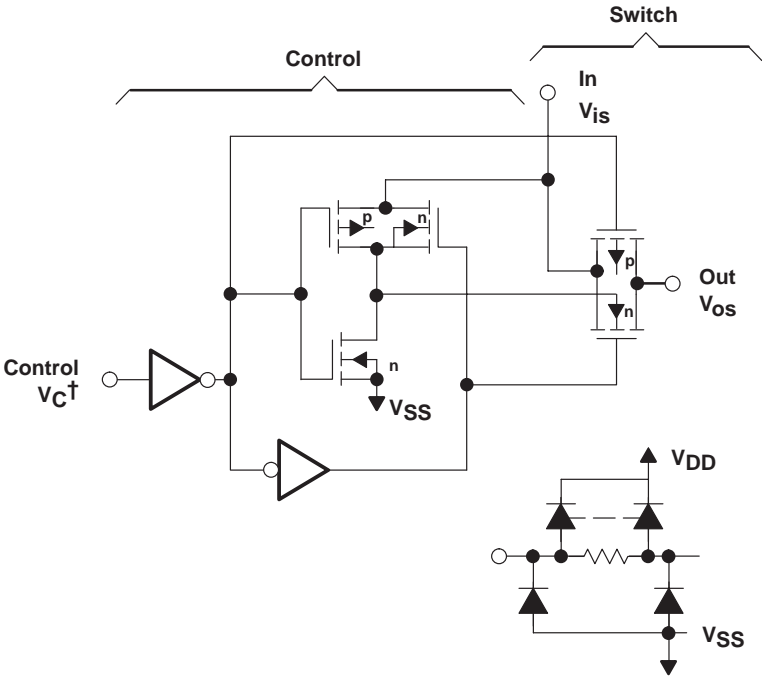 Switch
Control
In
Vis
p
n
p
Out
Vos
n
Control
VC†
n
VSS
VDD
VSS